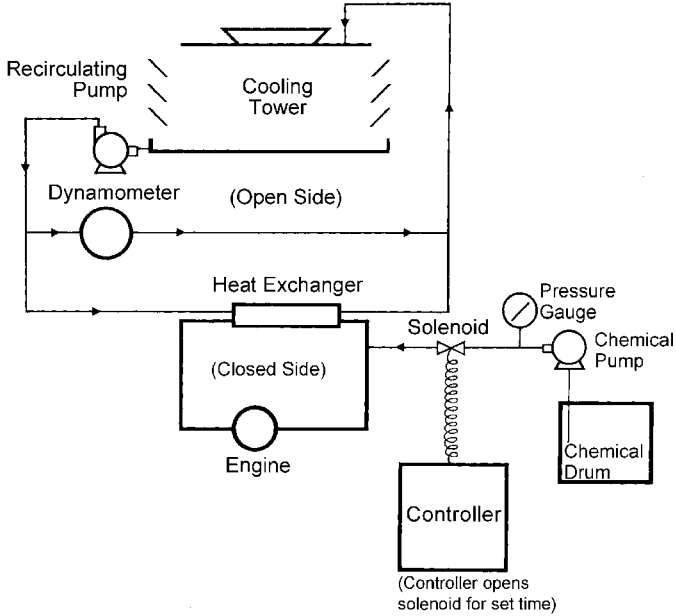 Recirculating
Pump
Cooling
Tower
Dynamometer
(Open Side)
Heat Exchanger
Pressure
Gauge
Solenoid
Chemical
Pump
(Closed Side)
Engine
Chemical
Drum
Controller
(Controller opens
solenoid for set time)